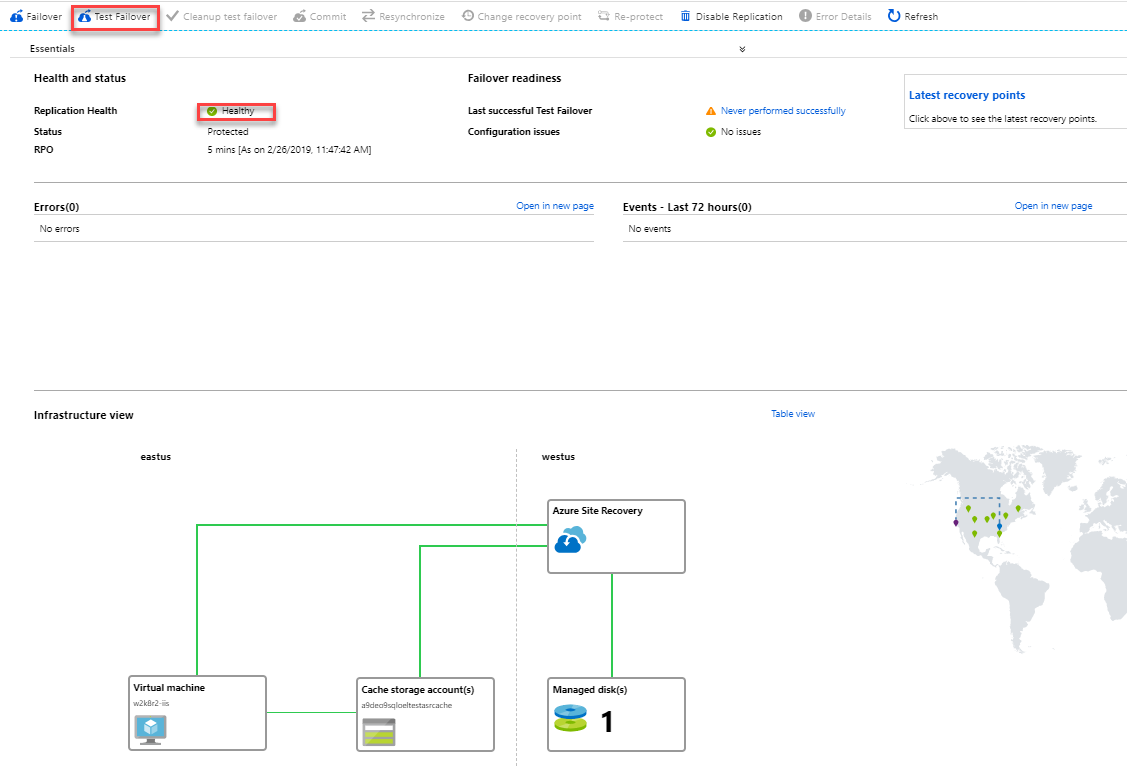 Failover Test Failover Cleanup test failover Commit Resynchronize Change recovery point Re-protect Disable Replication Error Details Refresh
Essentials
Health and status
Replication Health Healthy
Status Protected
RPO 5 mins [As on 2/26/2019, 11:47:42 AM]
Failover readiness
Last successful Test Failover Never performed successfully
Configuration issues No issues
Latest recovery points
Click above to see the latest recovery points.
Errors(0) Open in new page
No errors
Events - Last 72 hours(0) Open in new page
No events
Infrastructure view Table view
eastus westus
Azure Site Recovery
Virtual machine
w2k8r2-iis
Cache storage account(s)
a9deo9sqloeltestasrcache
Managed disk(s)
1